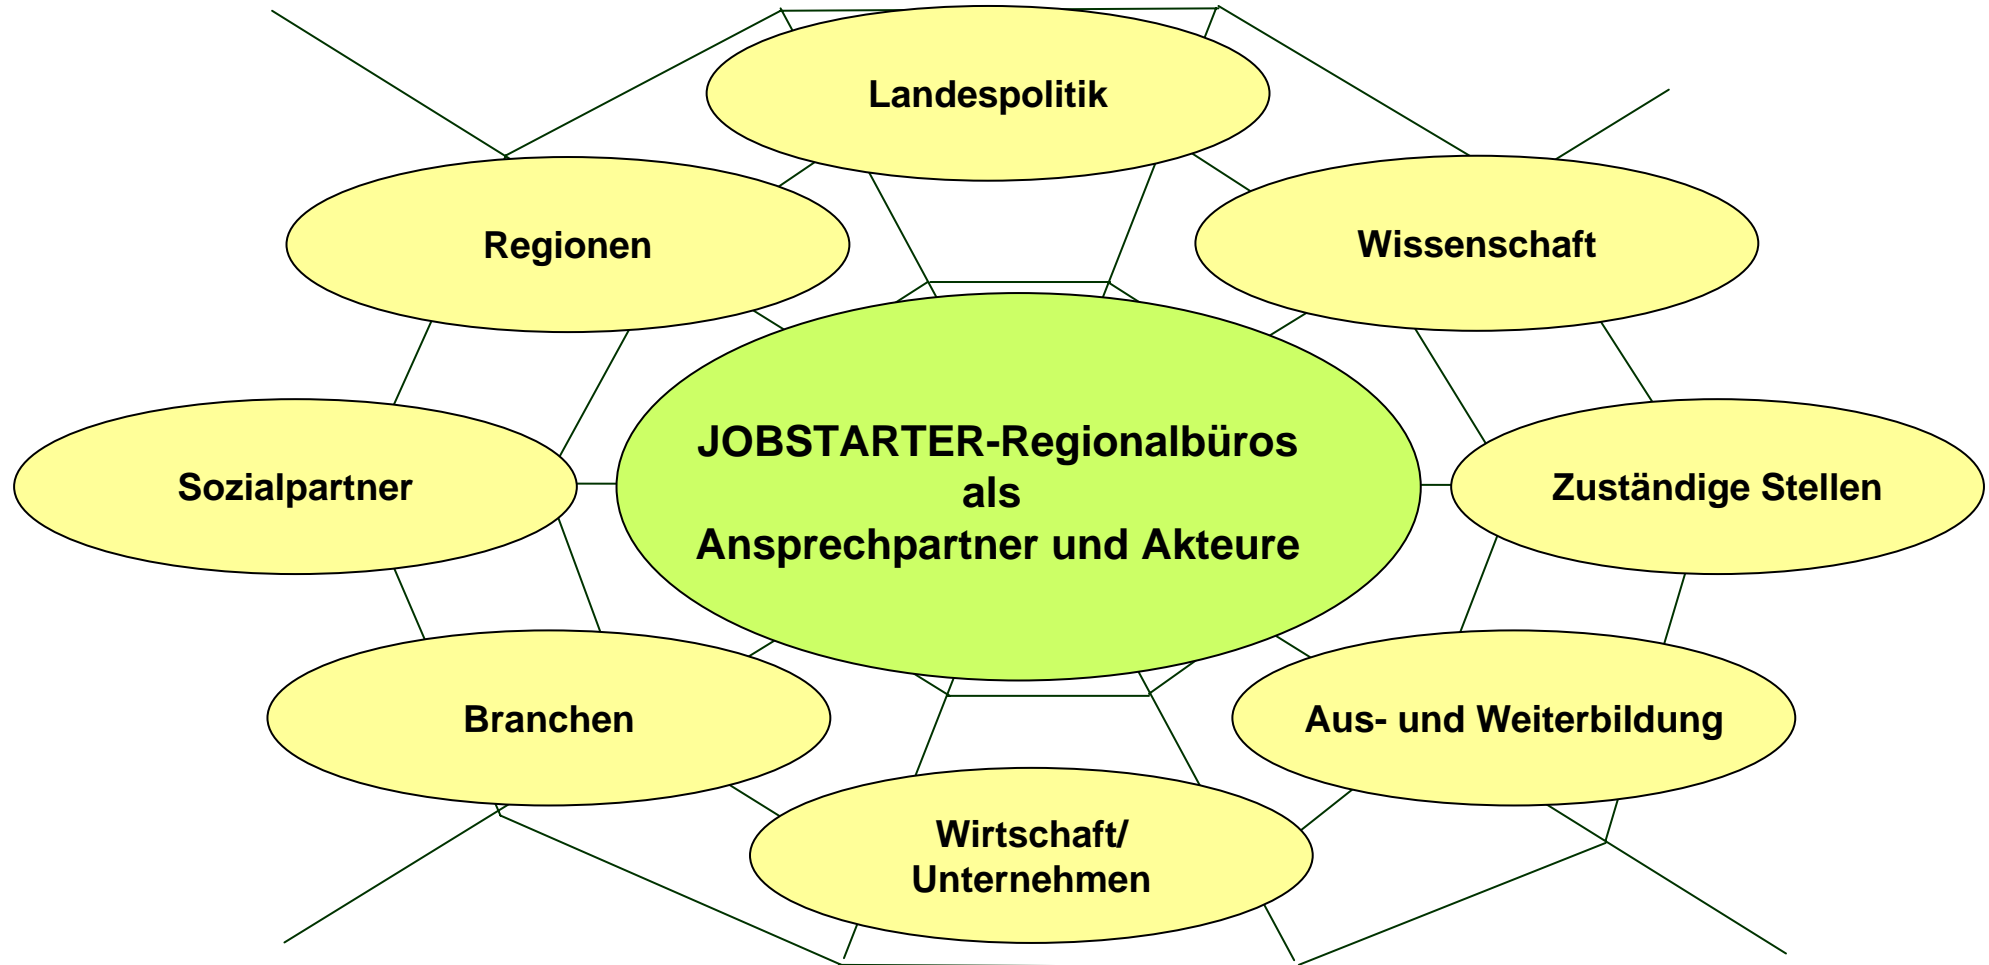 Landespolitik
Regionen
Wissenschaft
JOBSTARTER-Regionalbüros
als
Ansprechpartner und Akteure
Sozialpartner
Zuständige Stellen
Branchen
Aus- und Weiterbildung
Wirtschaft/
Unternehmen